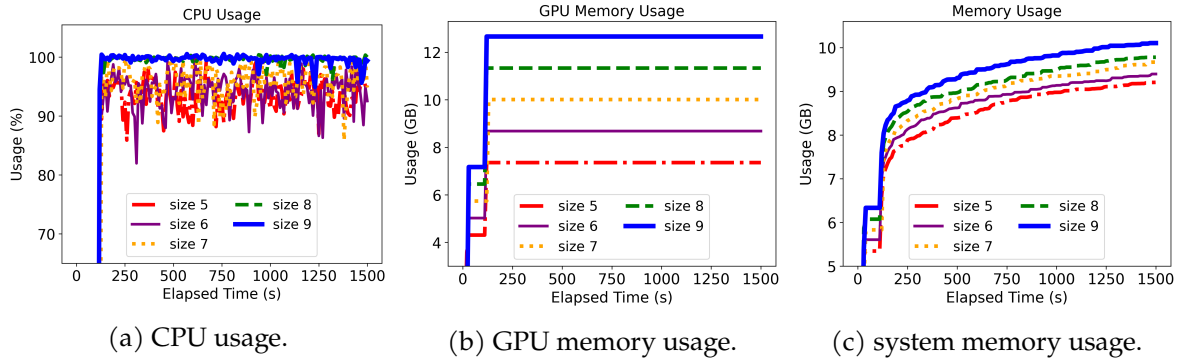 CPU Usage
Usage (%)
100
90
80
70
size 5
size 6
size 7
size 8
size 9
0
250
500
750
1000
1250
1500
Elapsed Time (s)
(a) CPU usage.
GPU Memory Usage
Usage (GB)
12
10
8
6
4
size 5
size 6
size 7
size 8
size 9
0
250
500
750
1000
1250
1500
Elapsed Time (s)
(b) GPU memory usage.
Memory Usage
Usage (GB)
10
9
8
7
6
5
size 5
size 6
size 7
size 8
size 9
0
250
500
750
1000
1250
1500
Elapsed Time (s)
(c) system memory usage.